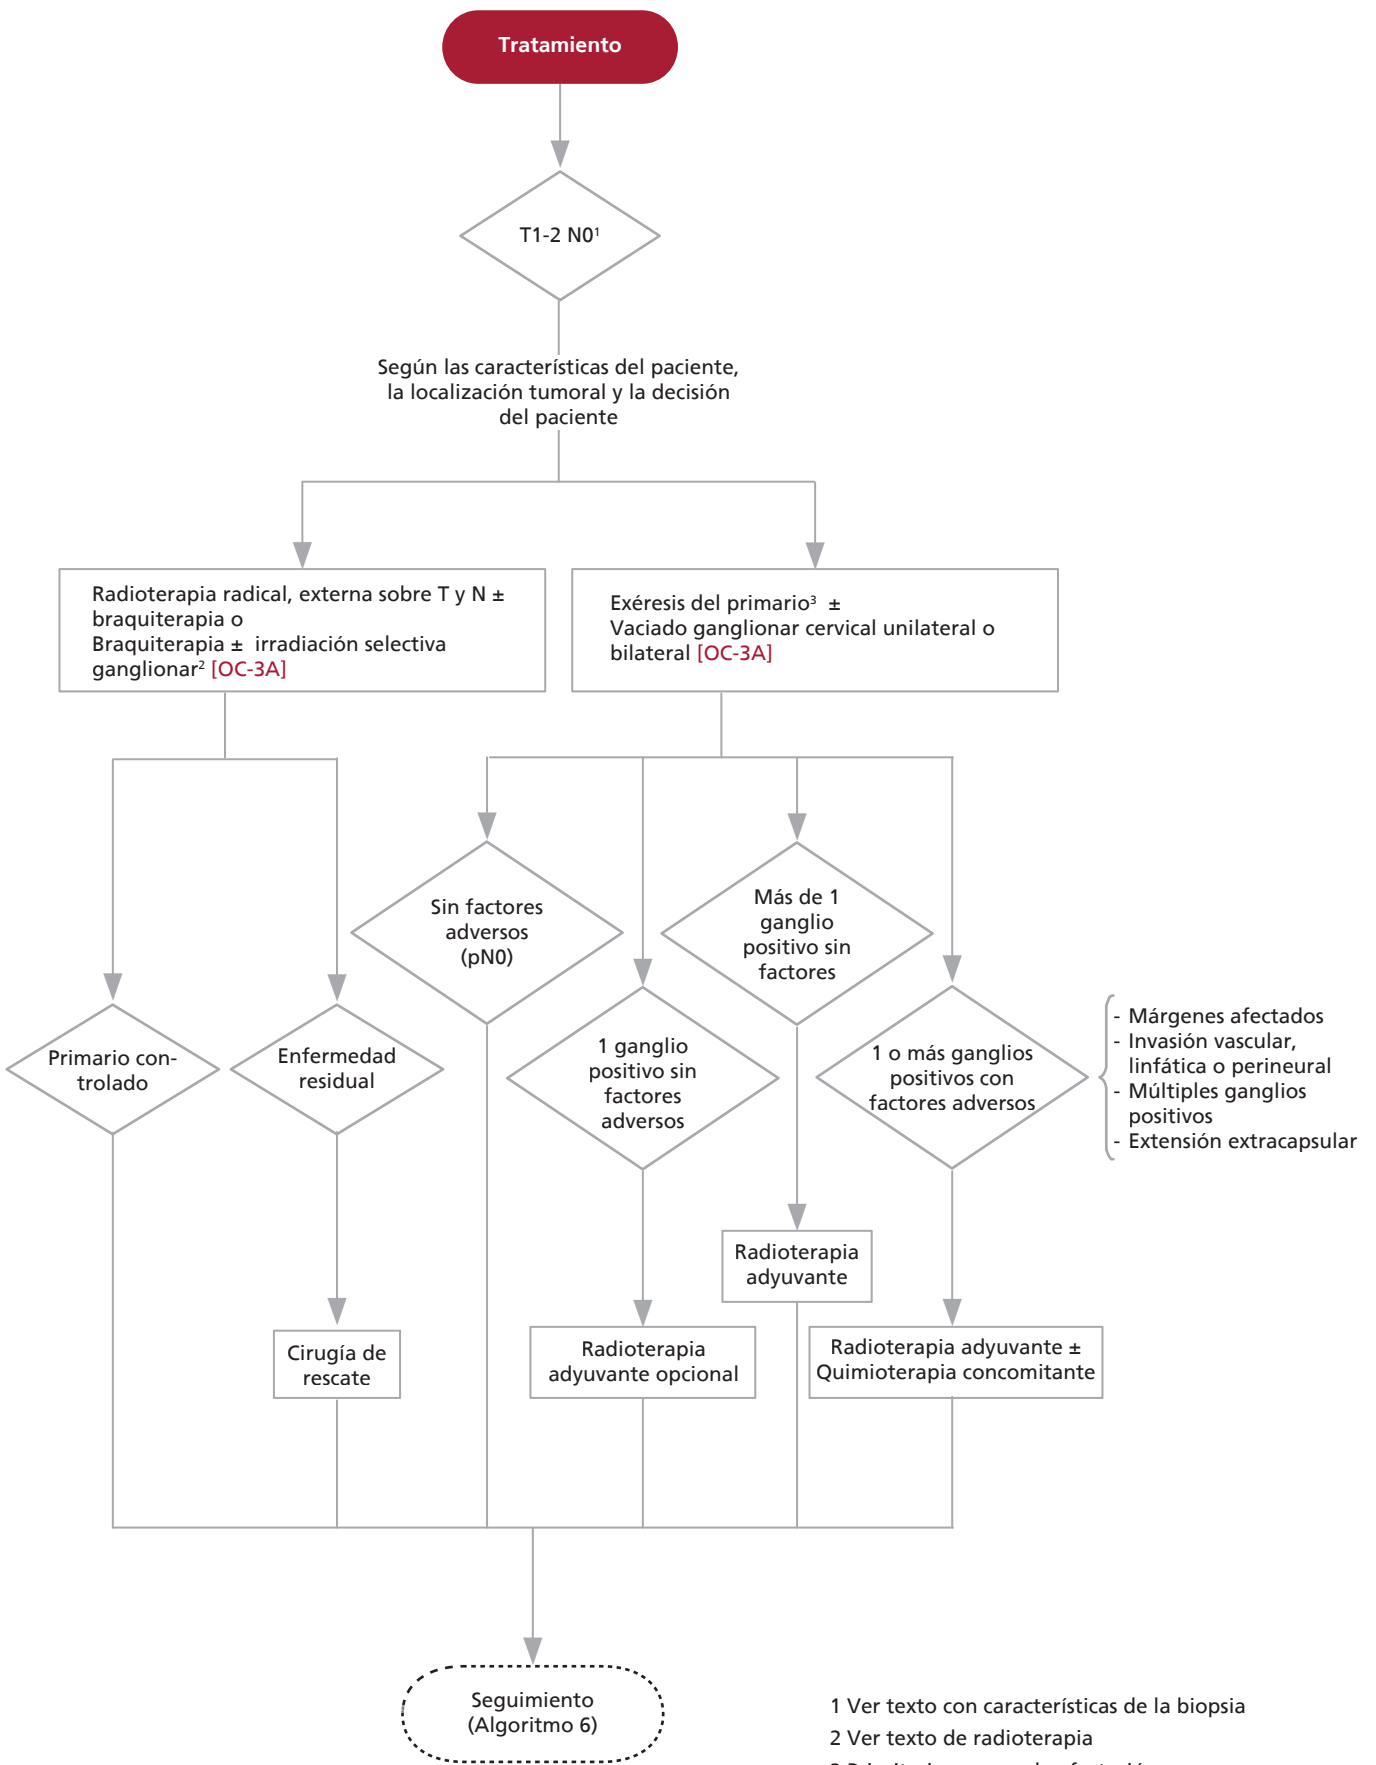 Tratamiento
T1-2 N0¹
Según las características del paciente,
la localización tumoral y la decisión
del paciente
Radioterapia radical, externa sobre T y N ±
braquiterapia o
Braquiterapia ± irradiación selectiva
ganglionar² [OC-3A]
Exéresis del primario³ ±
Vaciado ganglionar cervical unilateral o
bilateral [OC-3A]
Primario con-
trolado
Enfermedad
residual
Sin factores
adversos
(pN0)
1 ganglio
positivo sin
factores
adversos
Más de 1
ganglio
positivo sin
factores
1 o más ganglios
positivos con
factores adversos
- Márgenes afectados
- Invasión vascular,
linfática o perineural
- Múltiples ganglios
positivos
- Extensión extracapsular
Cirugía de
rescate
Radioterapia
adyuvante opcional
Radioterapia
adyuvante
Radioterapia adyuvante ±
Quimioterapia concomitante
Seguimiento
(Algoritmo 6)
1 Ver texto con características de la biopsia
2 Ver texto de radioterapia